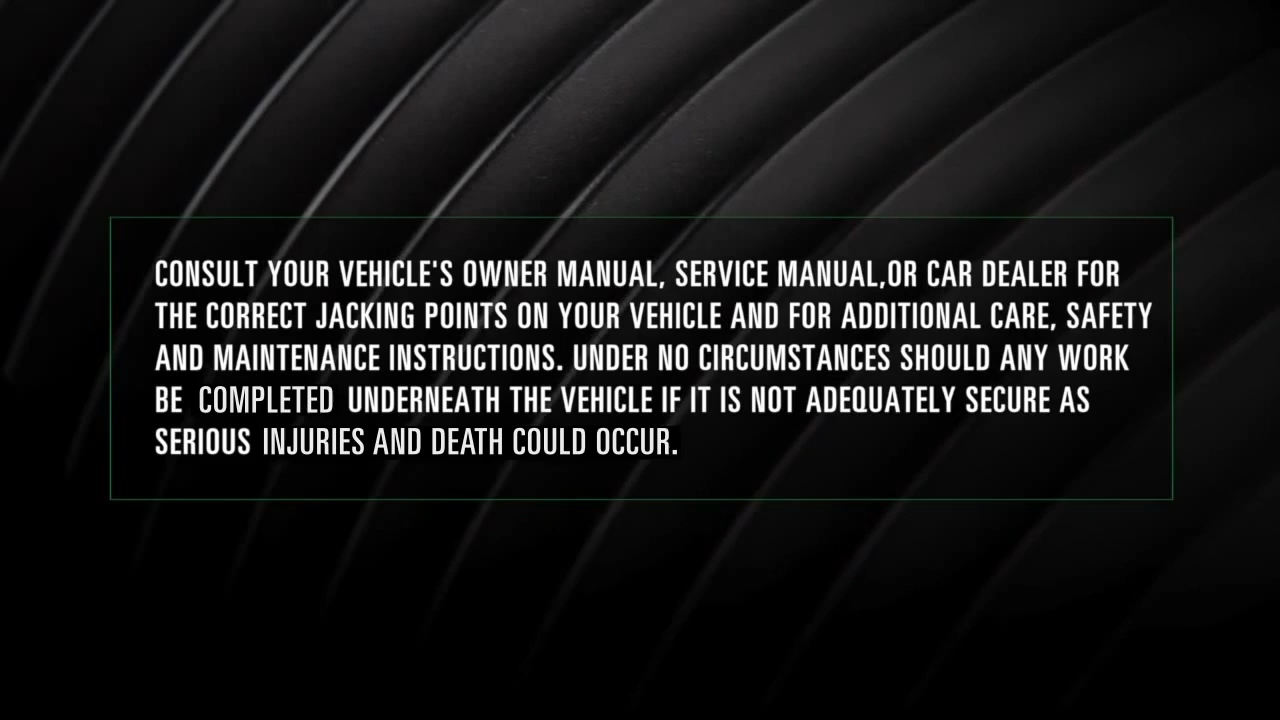 CONSULT YOUR VEHICLE'S OWNER MANUAL, SERVICE MANUAL,OR CAR DEALER FOR
THE CORRECT JACKING POINTS ON YOUR VEHICLE AND FOR ADDITIONAL CARE, SAFETY
AND MAINTENANCE INSTRUCTIONS. UNDER NO CIRCUMSTANCES SHOULD ANY WORK
BE COMPLETED UNDERNEATH THE VEHICLE IF IT IS NOT ADEQUATELY SECURE AS
SERIOUS INJURIES AND DEATH COULD OCCUR.